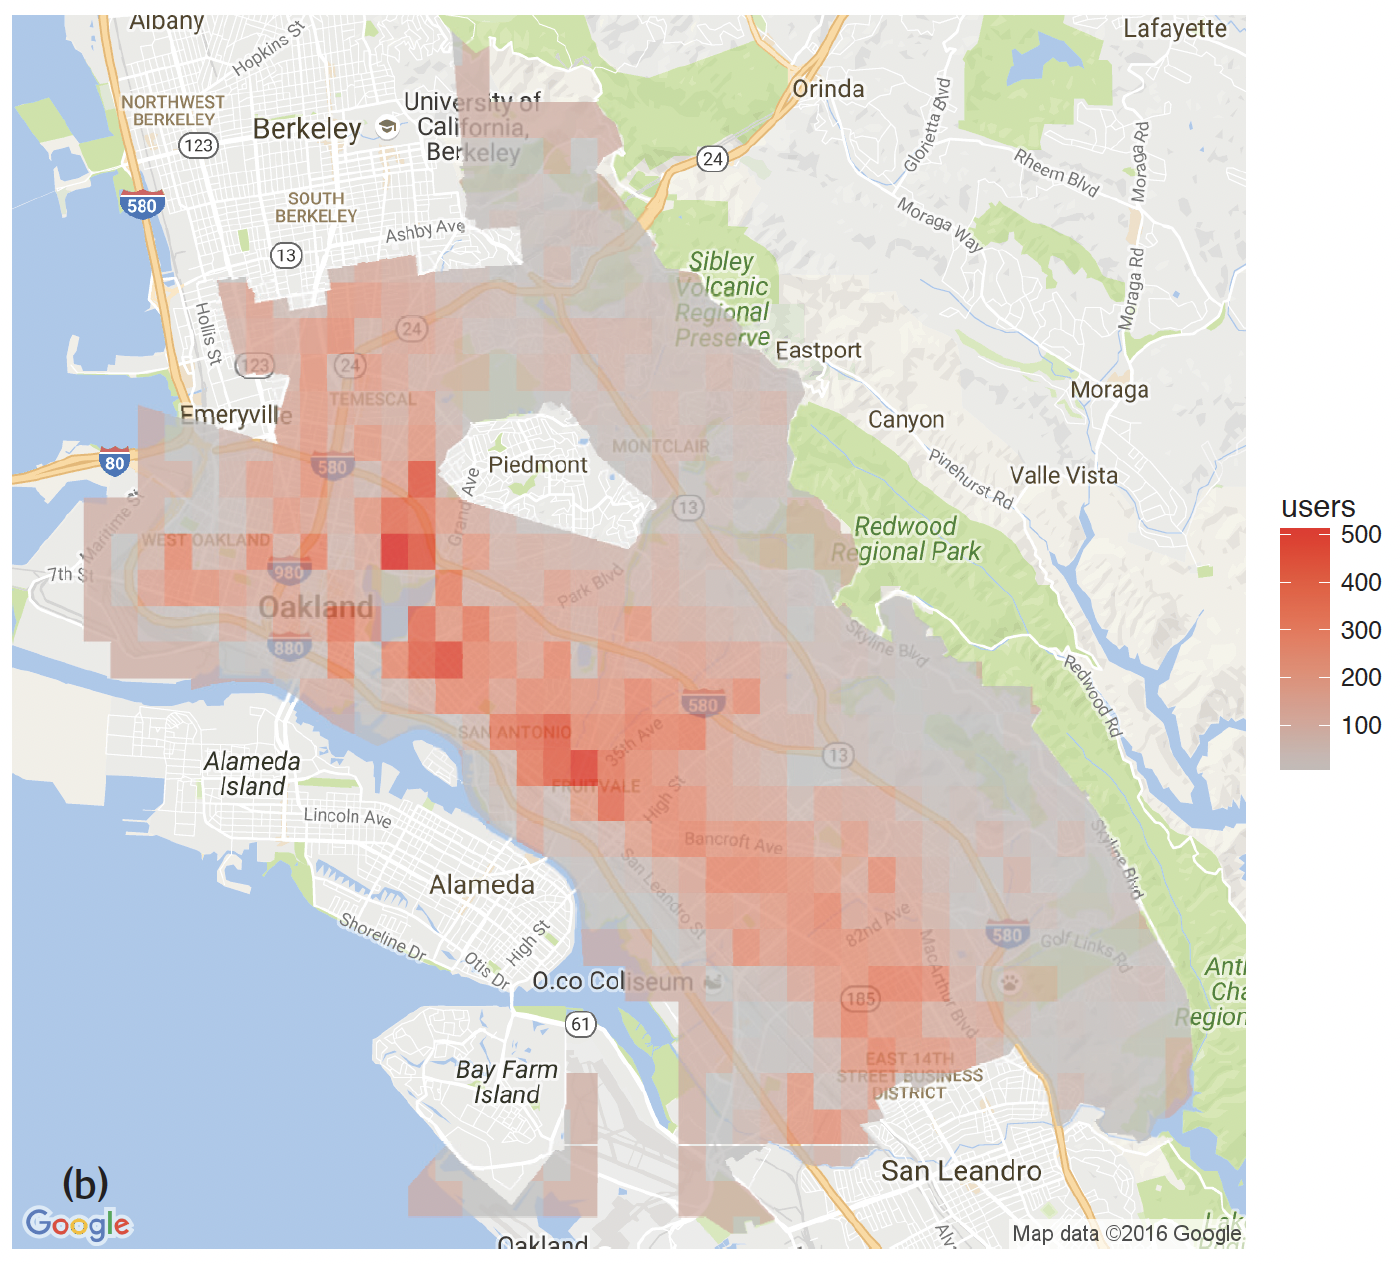 Albany
Hopkins St
Lafayette
Orinda
NORTHWEST
BERKELEY
University of
California,
Berkeley
Berkeley
123
24
Glorietta Blvd
Moraga Rd
Rheem Blvd
580
SOUTH
BERKELEY
Moraga Way
Ashby Ave
13
Sibley
Volcanic
Regional
Preserve
Moraga Rd
Hollis St
24
Eastport
123
24
Moraga
TEMESCAL
Emeryville
Canyon
MONTCLAIR
80
580
Piedmont
Pinehurst Rd
Valle Vista
Grand Ave
13
users
500
400
300
200
100
Maritime St
WEST OAKLAND
Redwood
Regional Park
7th St
980
Park Blvd
Oakland
880
Skyline Blvd
Redwood Rd
580
SAN ANTONIO
35th Ave
13
Alameda
Island
FRUITVALE
High St
Lincoln Ave
Bancroft Ave
Skyline Blvd
San Leandro St
Alameda
82nd Ave
Shoreline Dr
High St
Otis Dr
MacArthur Blvd
580
Golf Links Rd
O.co Coliseum
Anth
Cha
Region
185
61
EAST 14TH
STREET BUSINESS
DISTRICT
Bay Farm
Island
(b)
San Leandro
Google
Oakland
Alv
Lak
Map data ©2016 Google